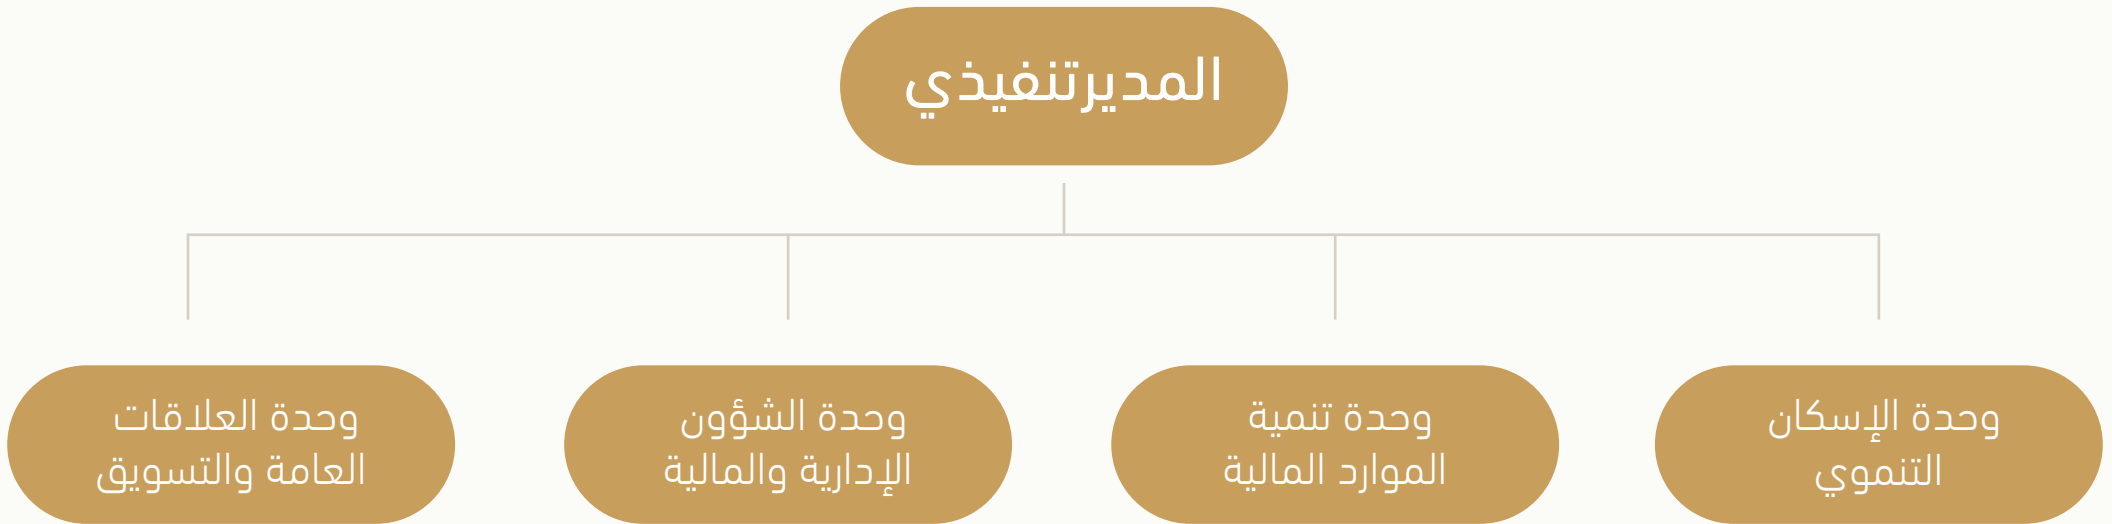 المديرتنفيذي
وحدة الإسكان
التنموي
وحدة تنمية
الموارد المالية
وحدة الشؤون
الإدارية والمالية
وحدة العلاقات
العامة والتسويق